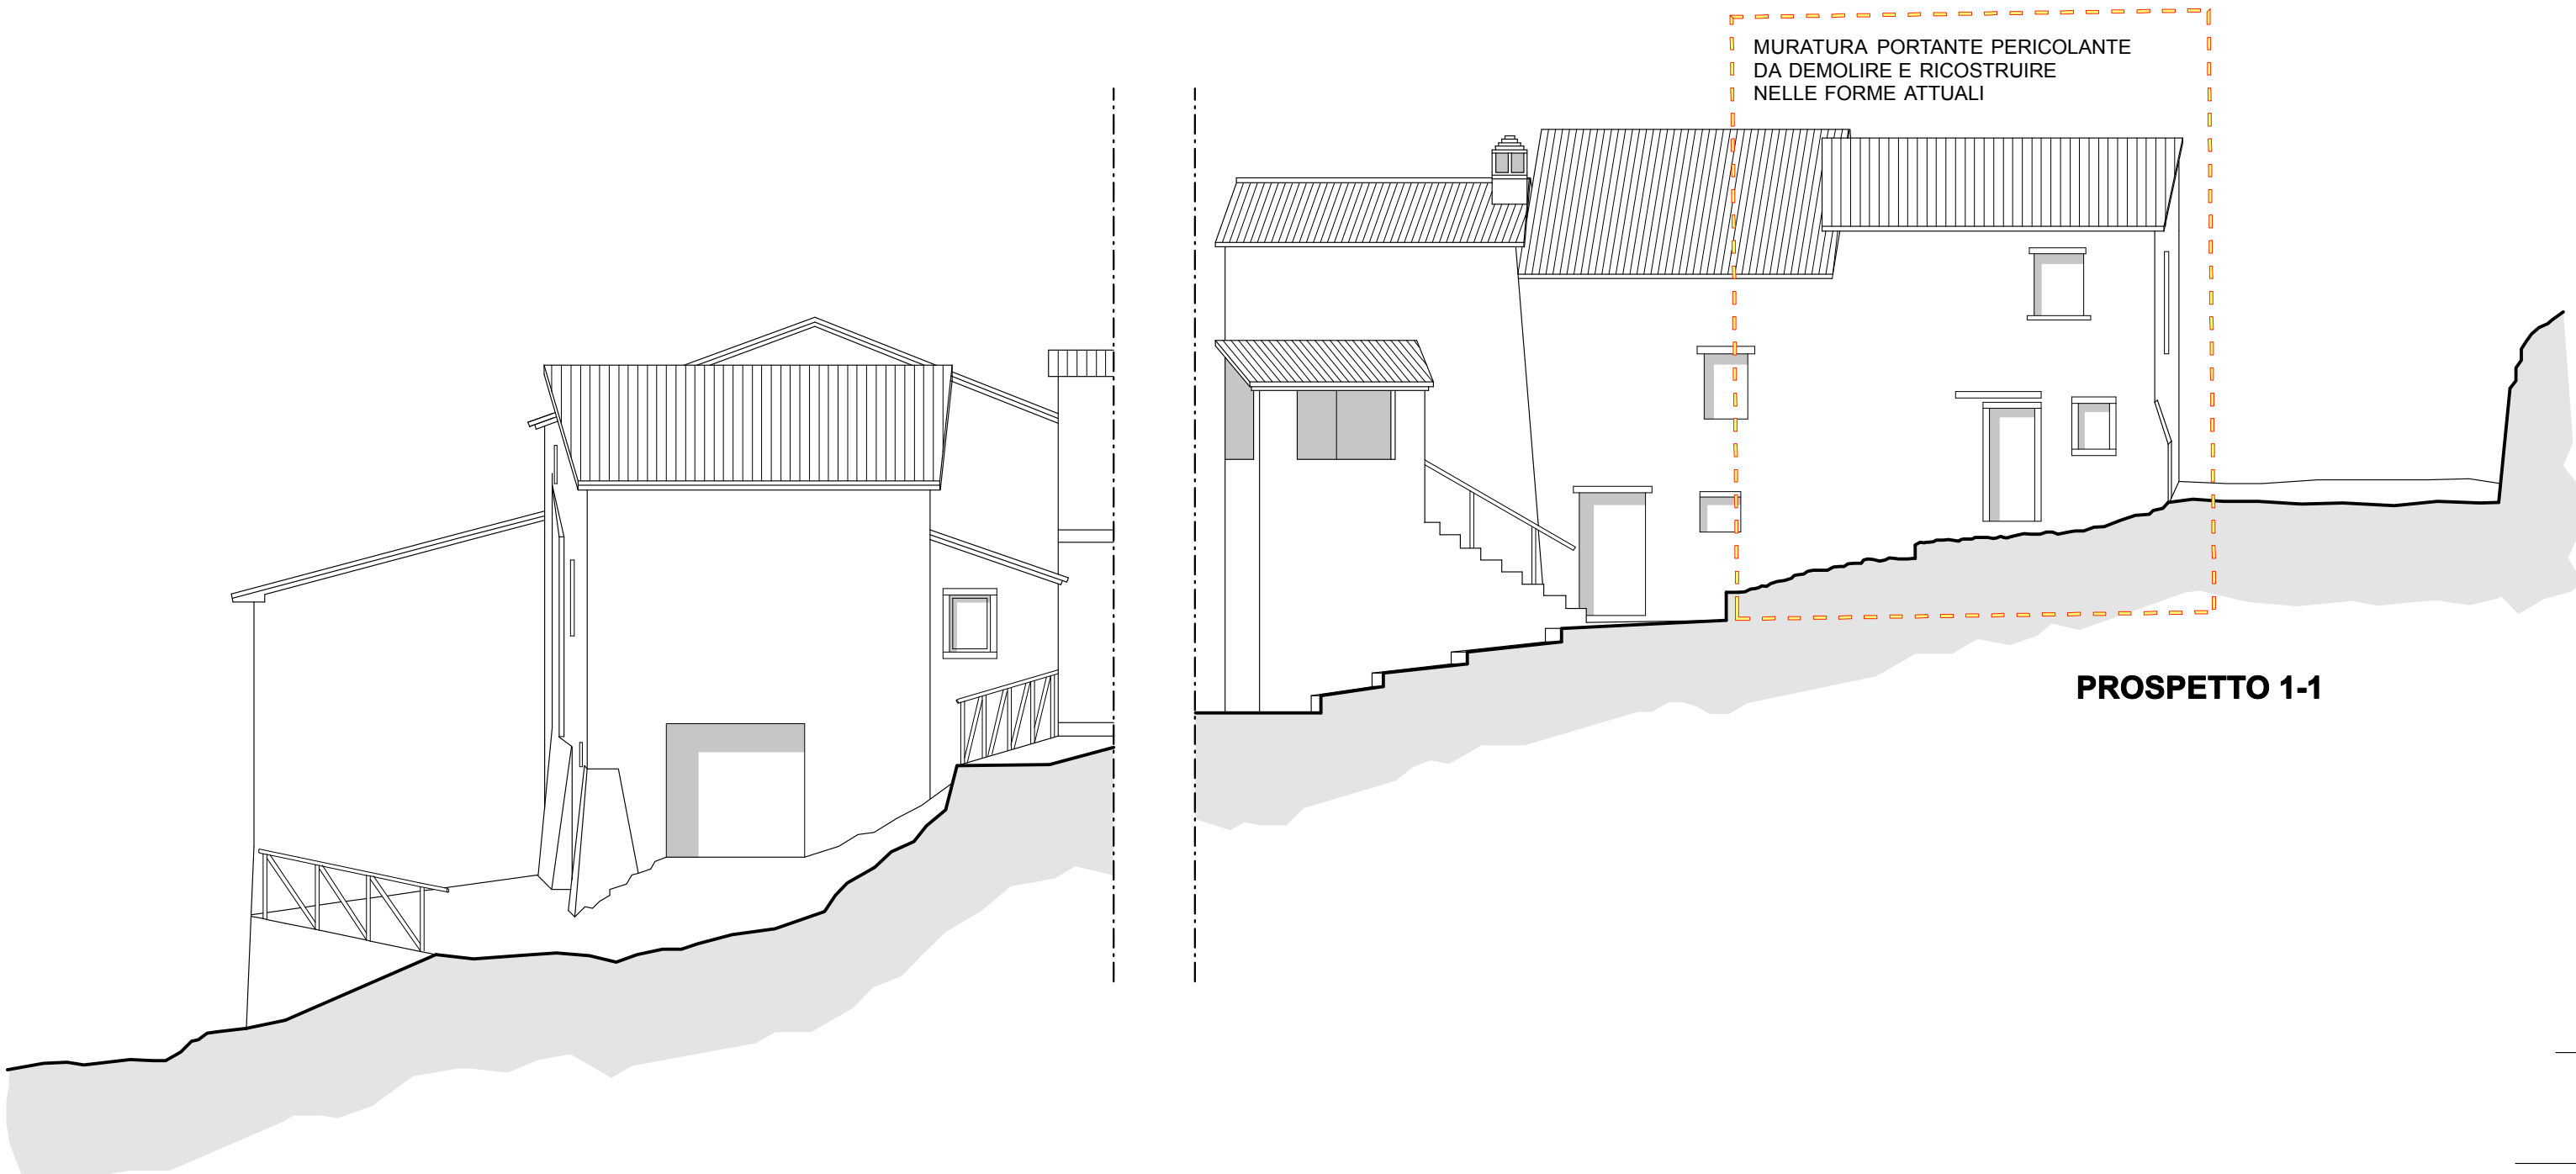 MURATURA PORTANTE PERICOLANTE
DA DEMOLIRE E RICOSTRUIRE
NELLE FORME ATTUALI
PROSPETTO 1-1